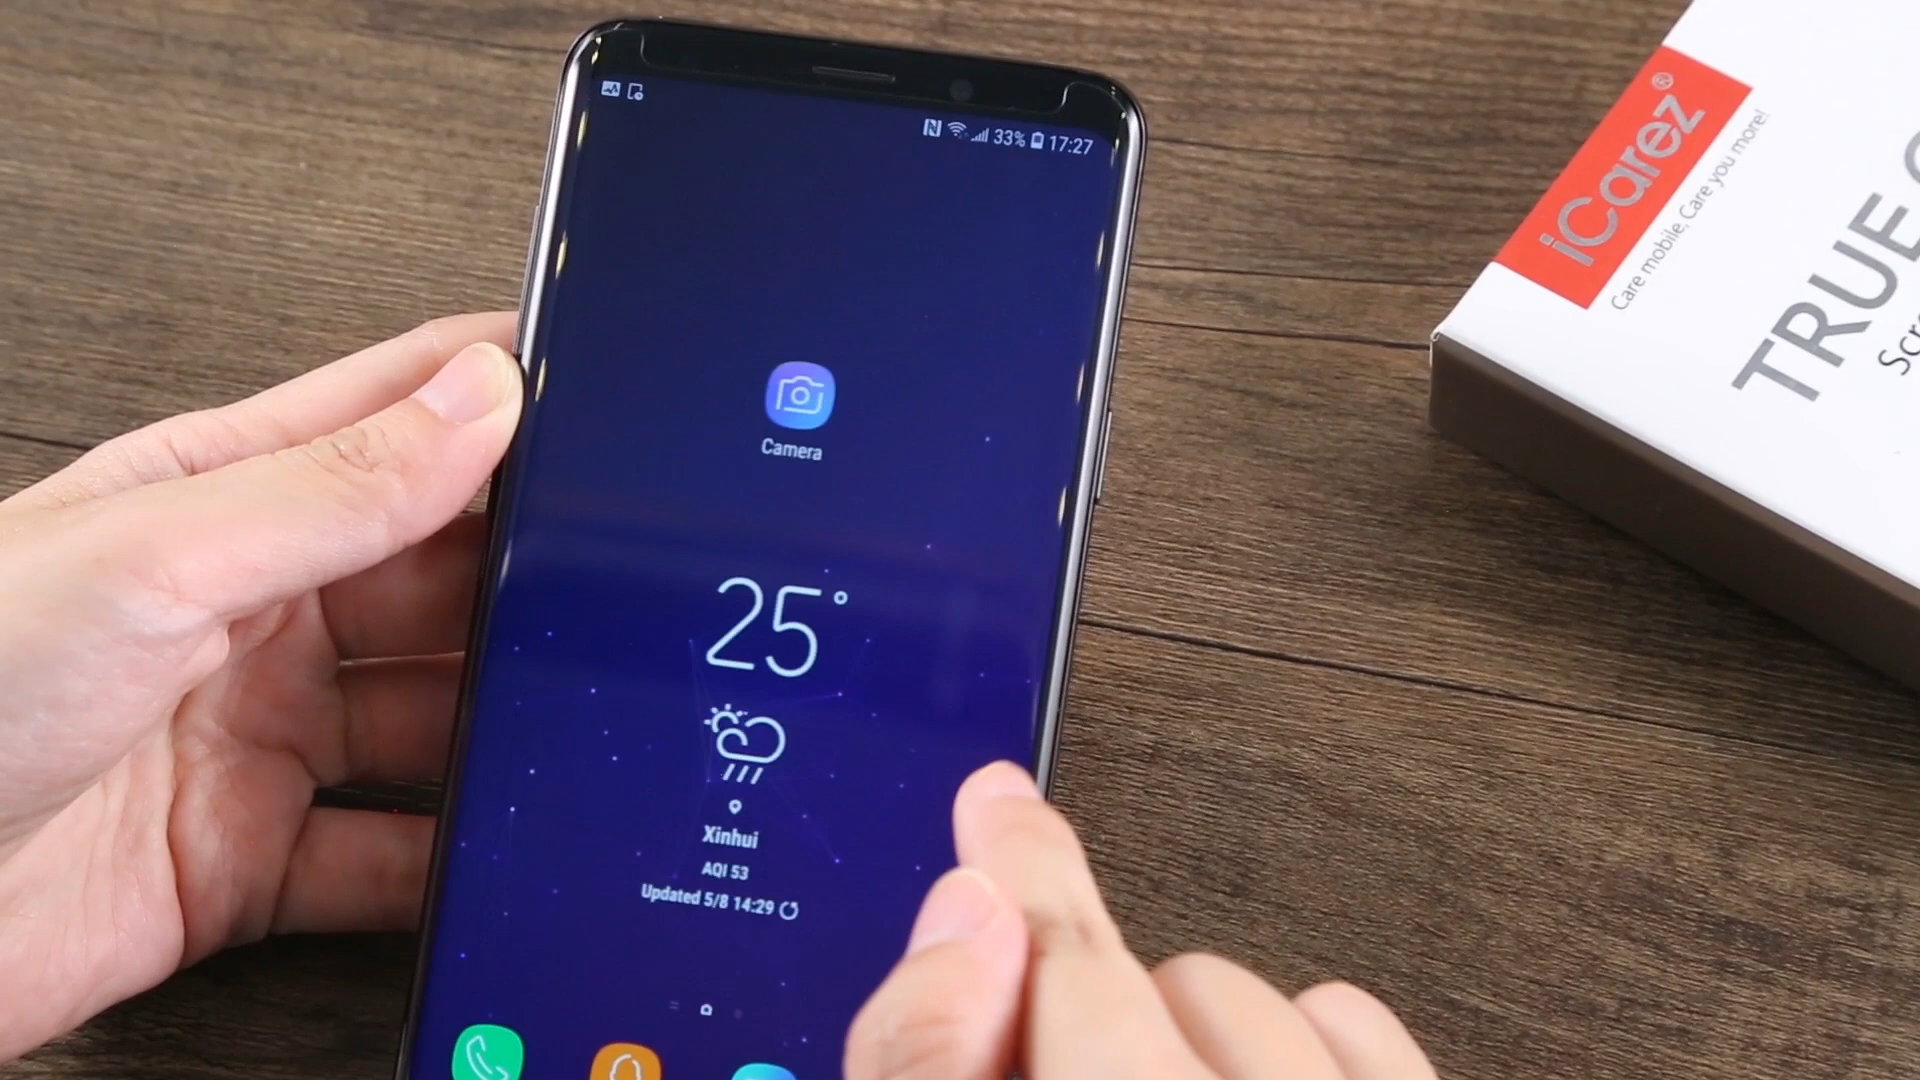 33% 17:27
Camera
25°
Xinhui
AQI 53
Updated 5/8 14:29
iCarez®
Care mobile, Care you more!
TRUE